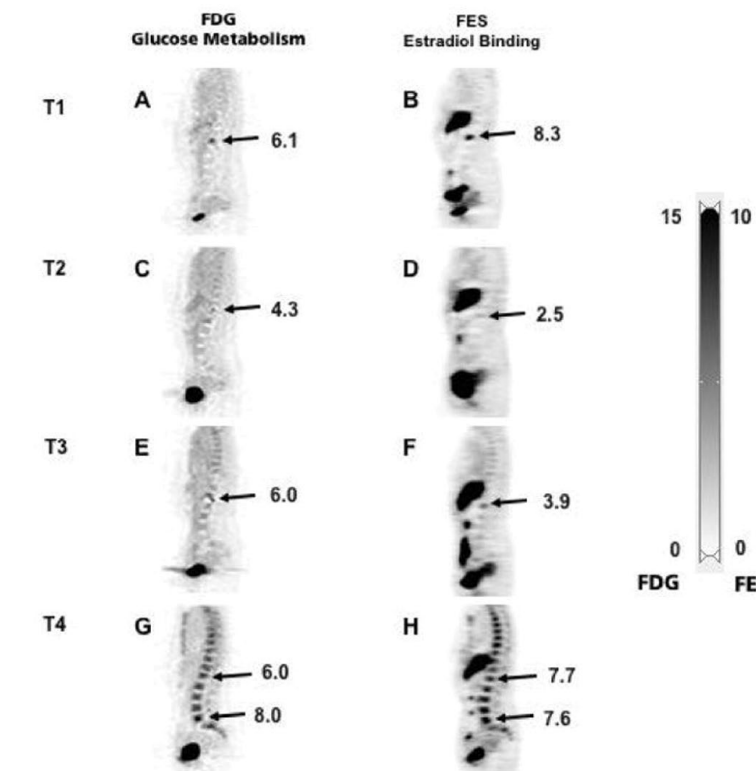 FDG
Glucose Metabolism
FES
Estradiol Binding
T1
A
6.1
B
8.3
T2
C
4.3
D
2.5
T3
E
6.0
F
3.9
T4
G
6.0
8.0
H
7.7
7.6
15
10
0
0
FDG
FE